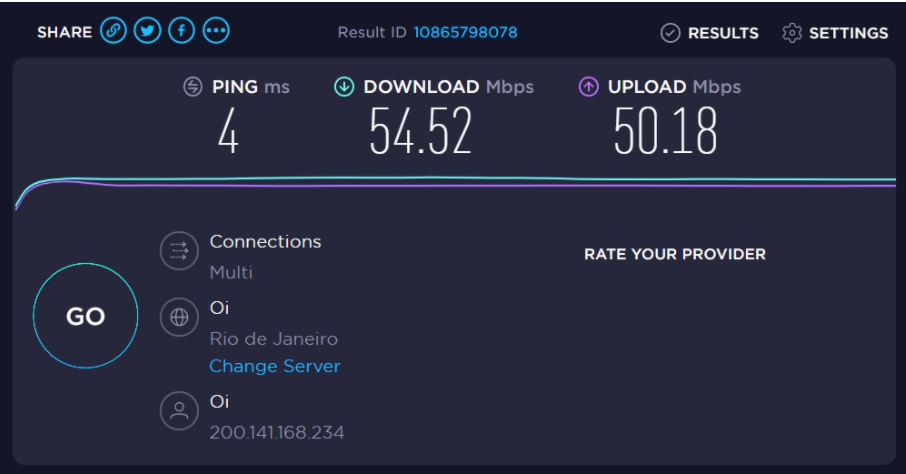 SHARE Result ID 10865798078 RESULTS SETTINGS
PING ms DOWNLOAD Mbps UPLOAD Mbps
4 54.52 50.18
Connections
Multi
RATE YOUR PROVIDER
GO
Oi
Rio de Janeiro
Change Server
Oi
200.141.168.234